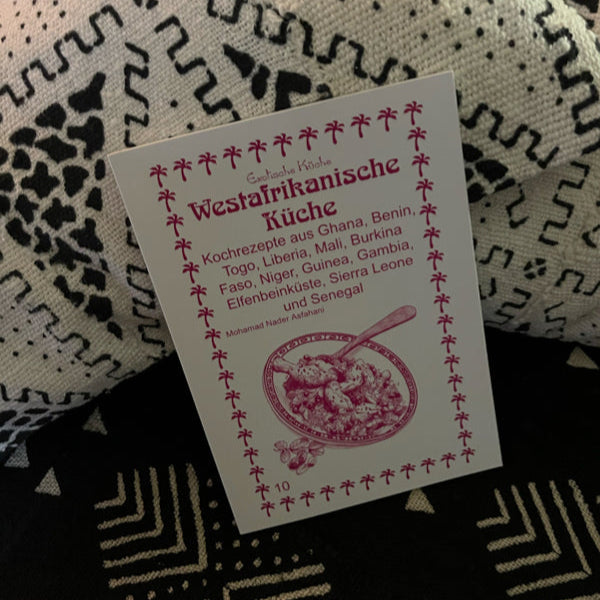 Exotische Küche
Westafrikanische
Küche
Kochrezepte aus Ghana, Benin,
Togo, Liberia, Mali, Burkina
Faso, Niger, Guinea, Gambia,
Elfenbeinküste, Sierra Leone
und Senegal
Mohamad Nader Asfahani
10